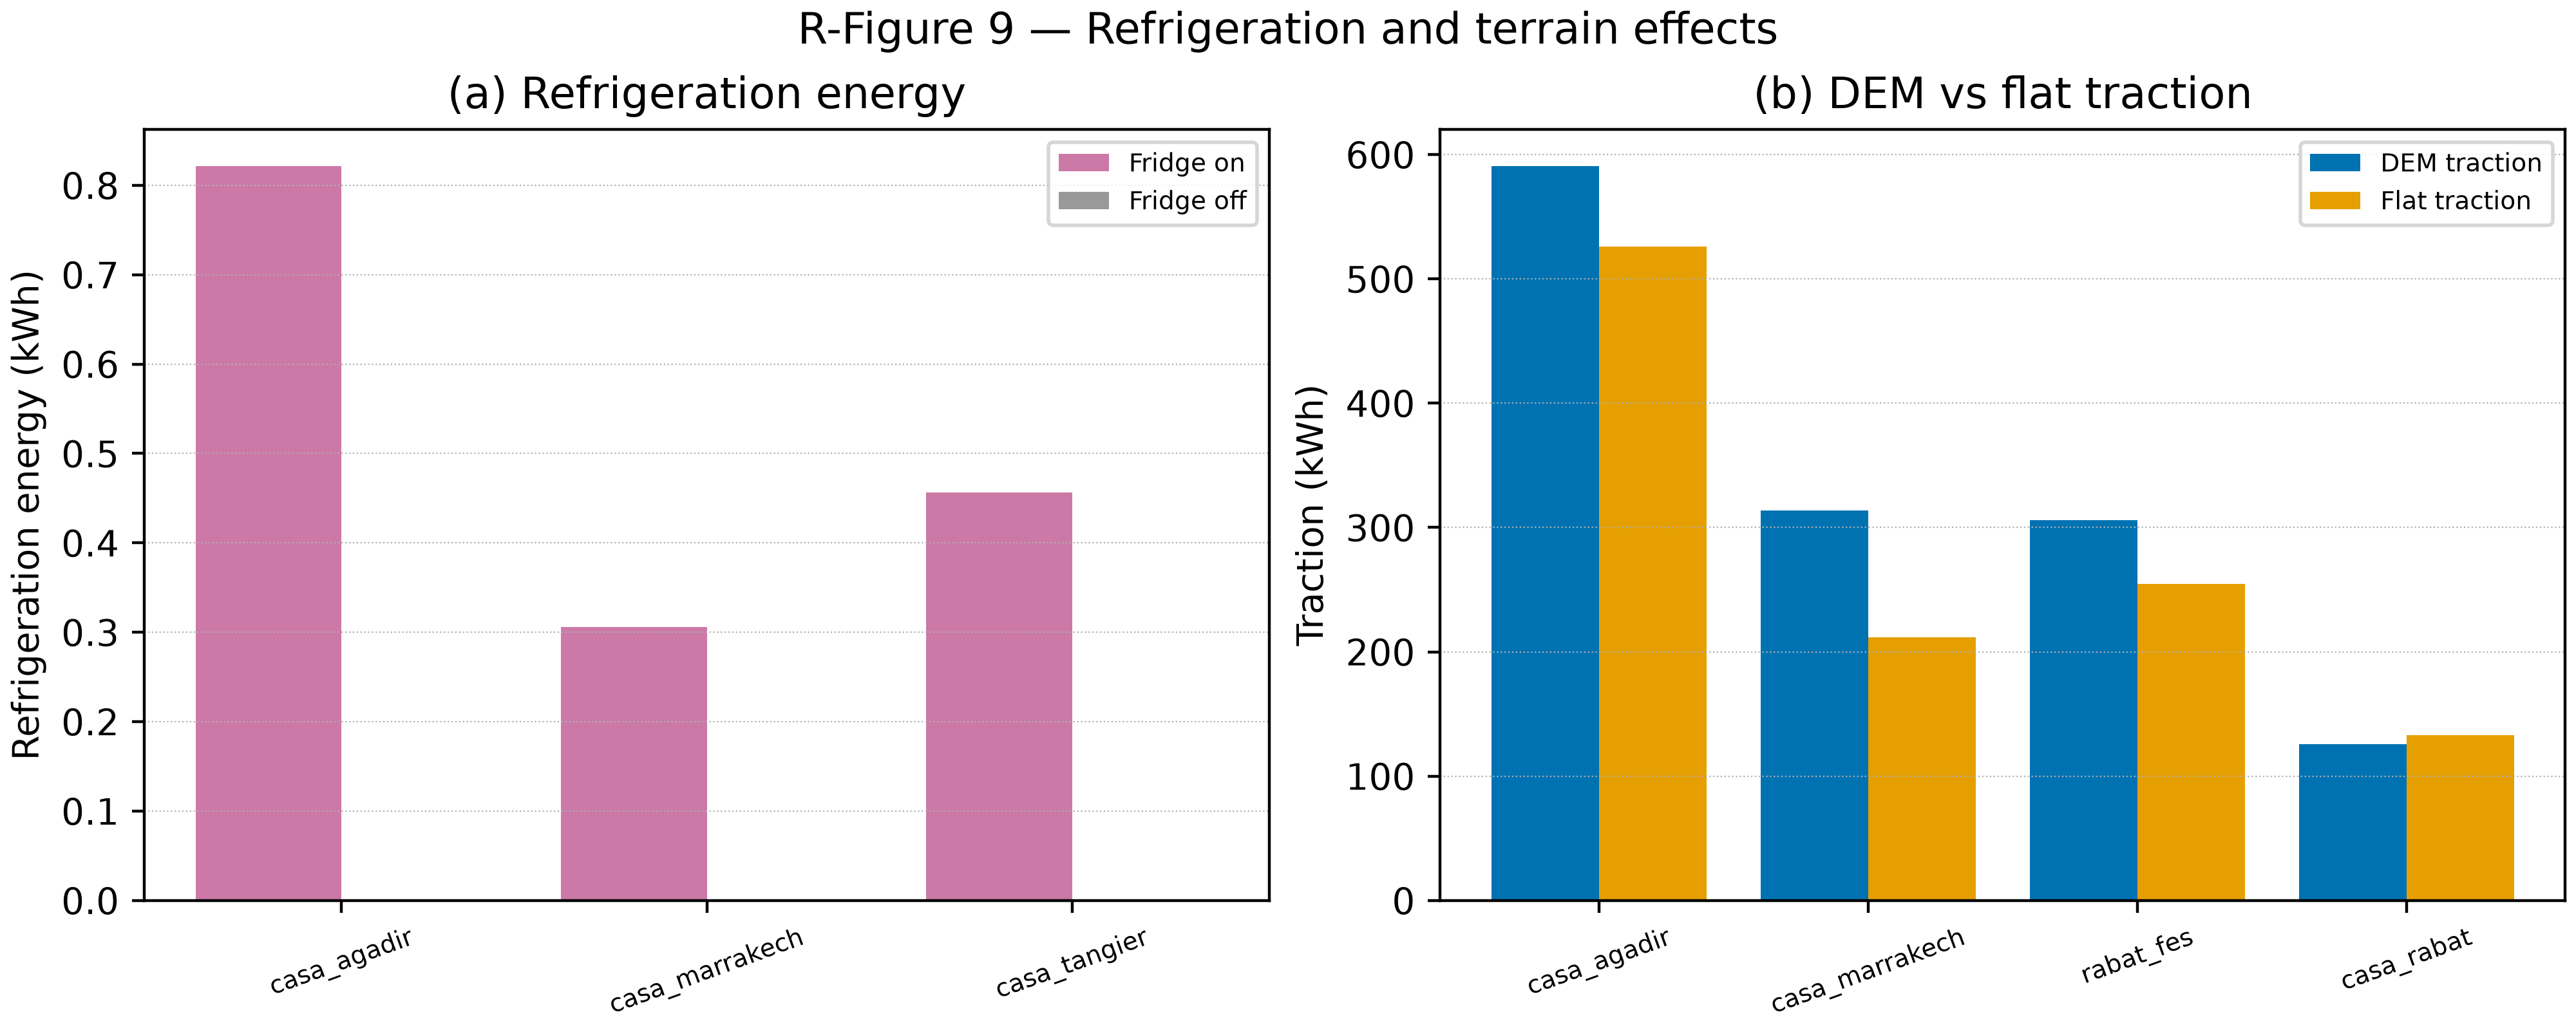 R-Figure 9 — Refrigeration and terrain effects
(a) Refrigeration energy
Refrigeration energy (kWh)
0.8
0.7
0.6
0.5
0.4
0.3
0.2
0.1
0.0
Fridge on
Fridge off
casa_agadir
casa_marrakech
casa_tangier
(b) DEM vs flat traction
Traction (kWh)
600
500
400
300
200
100
0
DEM traction
Flat traction
casa_agadir
casa_marrakech
rabat_fes
casa_rabat